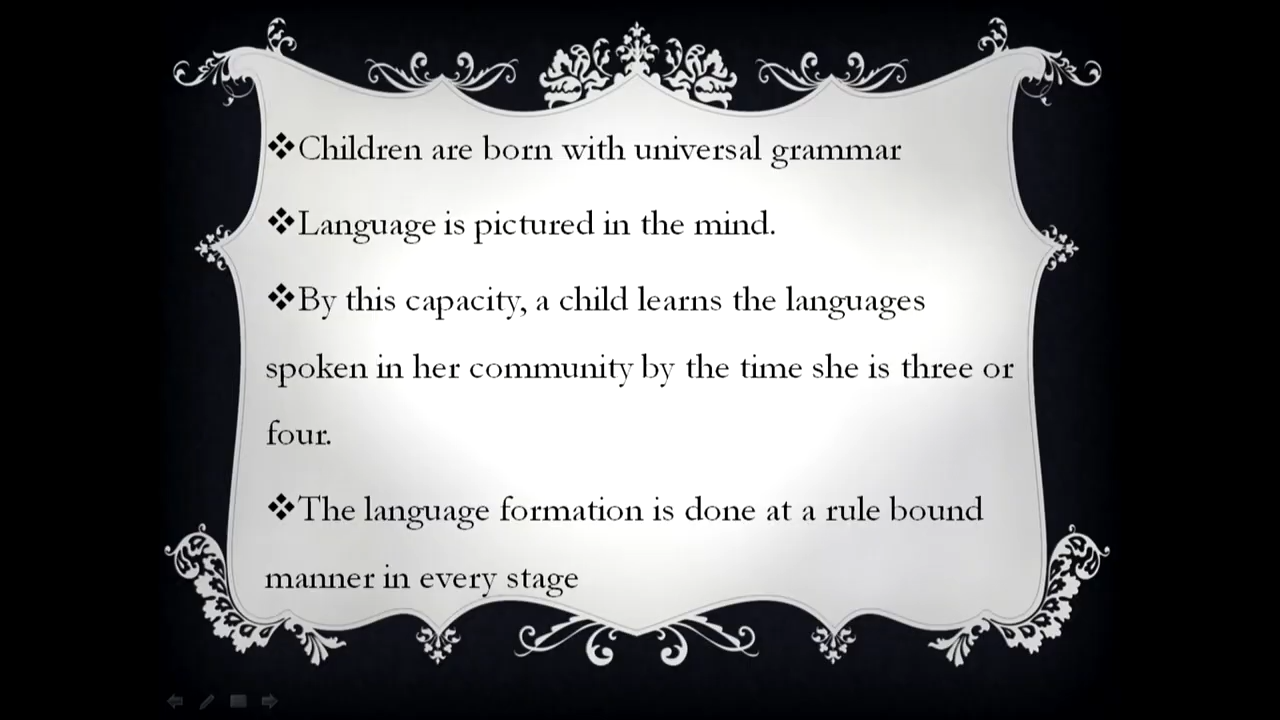 ❖Children are born with universal grammar
❖Language is pictured in the mind.
❖By this capacity, a child learns the languages
spoken in her community by the time she is three or
four.
❖The language formation is done at a rule bound
manner in every stage